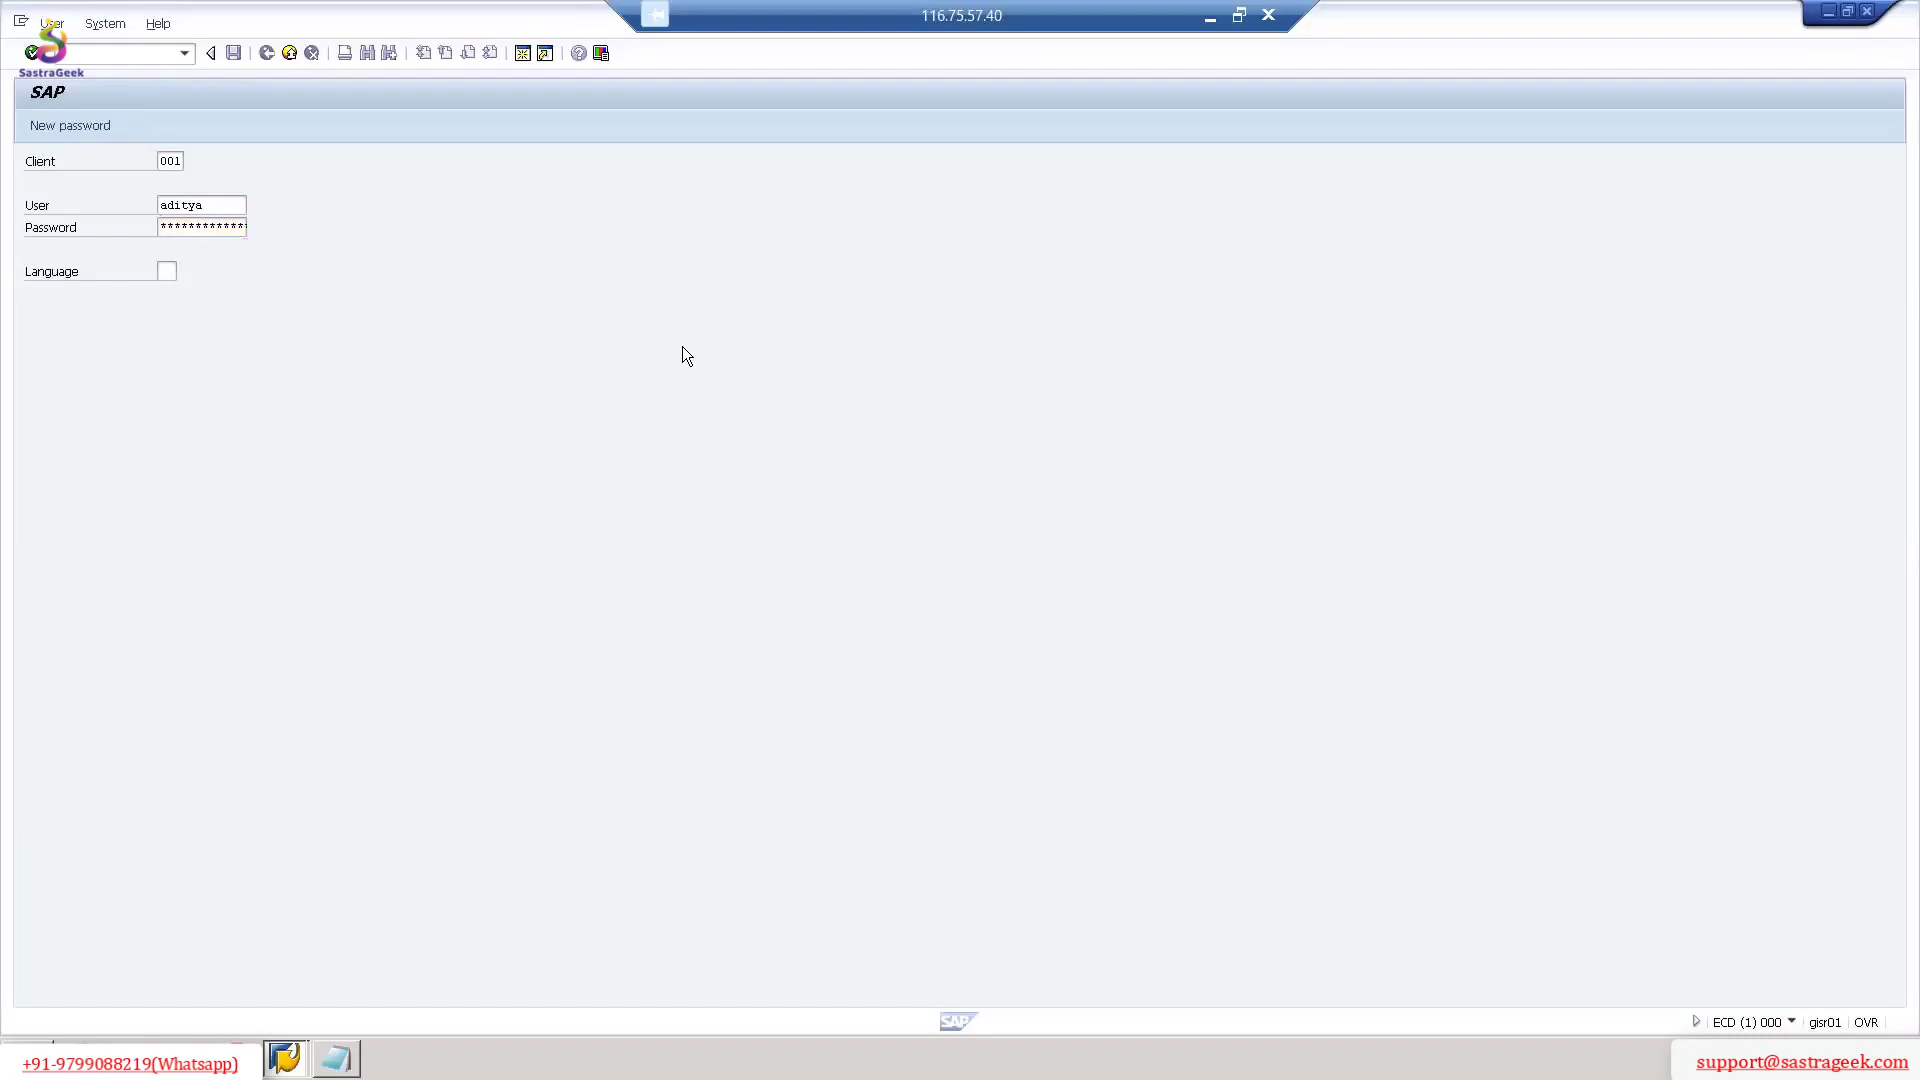 User System Help
116.75.57.40
SastraGeek
SAP
New password
Client 001
User aditya
Password ************
Language
SAP
ECD (1) 000 gisr01 OVR
+91-9799088219(Whatsapp)
support@sastrageek.com